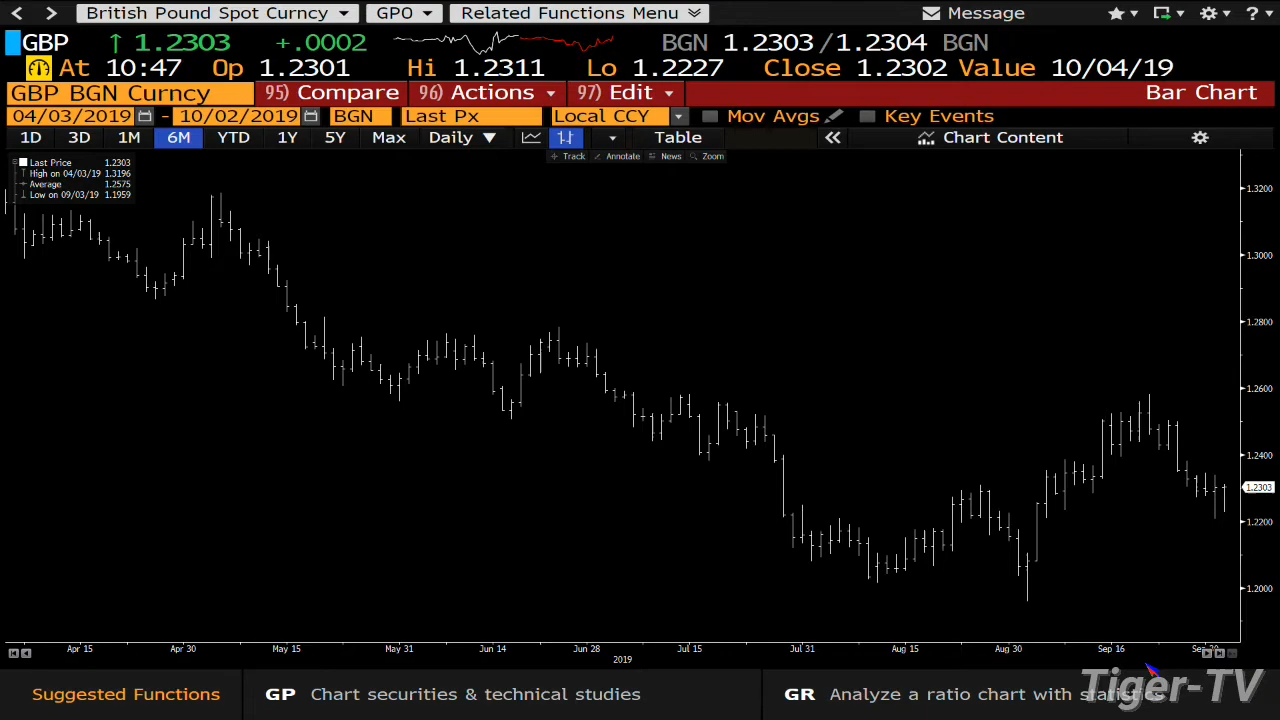 British Pound Spot Curncy GPO Related Functions Menu Message ?
GBP ↑ 1.2303 +.0002 BGN 1.2303/1.2304 BGN
At 10:47 Op 1.2301 Hi 1.2311 Lo 1.2227 Close 1.2302 Value 10/04/19
GBP BGN Curncy 95) Compare 96) Actions 97) Edit Bar Chart
04/03/2019 - 10/02/2019 BGN Last Px Local CCY Mov Avgs Key Events
1D 3D 1M 6M YTD 1Y 5Y Max Daily ▼ Table « Chart Content
Track Annotate News Zoom
Last Price 1.2303
High on 04/03/19 1.3196
Average 1.2575
Low on 09/03/19 1.1959
1.3200
1.3000
1.2800
1.2600
1.2400
1.2303
1.2200
1.2000
Apr 15 Apr 30 May 15 May 31 Jun 14 Jun 28 Jul 15 Jul 31 Aug 15 Aug 30 Sep 16
2019
Suggested Functions GP Chart securities & technical studies GR Analyze a ratio chart with statistics
Tiger-TV